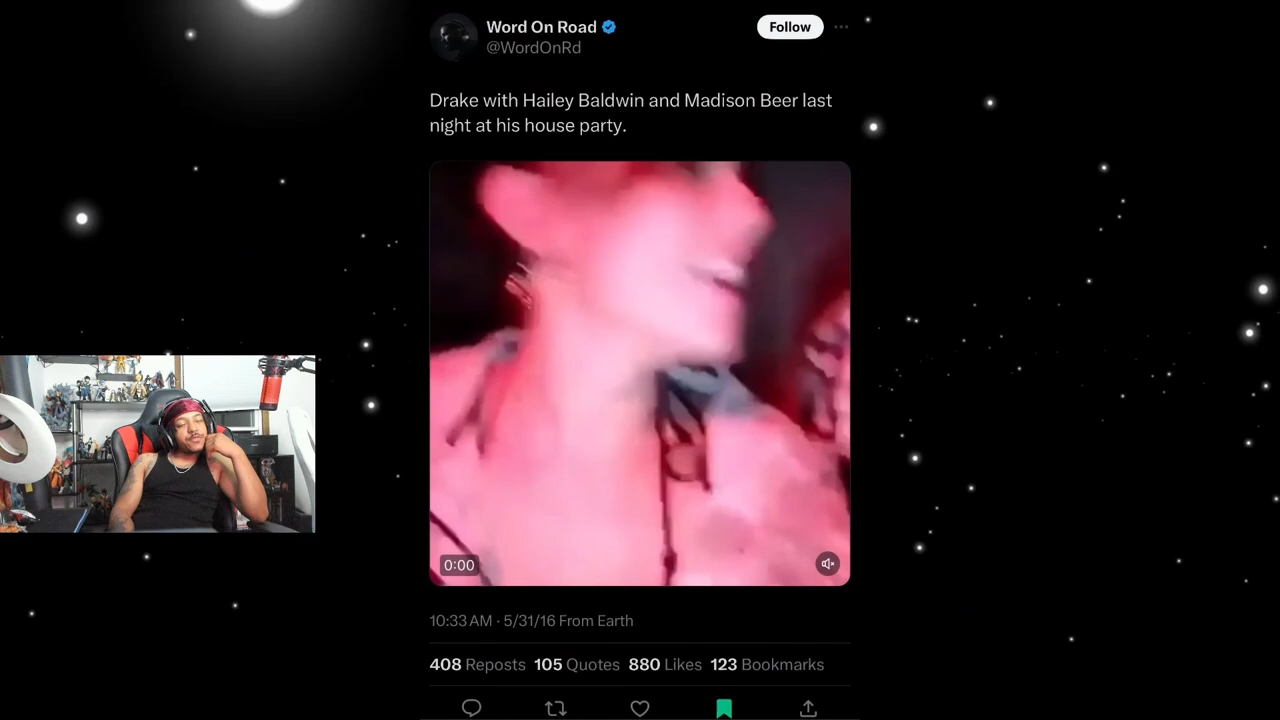 Word On Road
@WordOnRd
Follow
Drake with Hailey Baldwin and Madison Beer last
night at his house party.
0:00
10:33 AM · 5/31/16 From Earth
408 Reposts 105 Quotes 880 Likes 123 Bookmarks